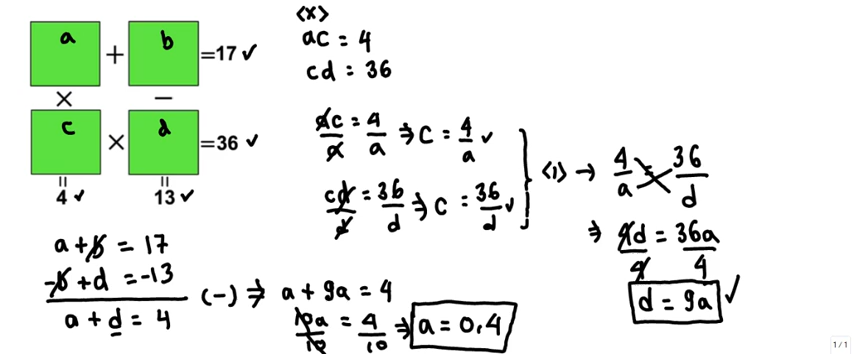 <x>
a + b =17 ✓
ac = 4
cd = 36
× −
c × d =36 ✓
= =
4 ✓ 13 ✓
ac/a = 4/a ⇒ c = 4/a ✓
cd/d = 36/d ⇒ c = 36/d ✓
<1> → 4/a = 36/d
⇒ 4d/4 = 36a/4
d = 9a ✓
a+b = 17
-b+d = -13
a + d = 4
(-) ⇒ a + 9a = 4
10a/10 = 4/10 ⇒ a = 0,4
1/1